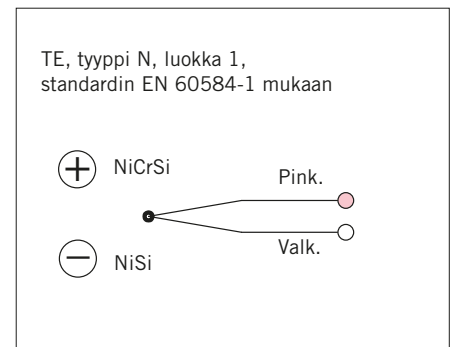 TE, tyyppi N, luokka 1,
standardin EN 60584-1 mukaan
+ NiCrSi
Pink.
Valk.
− NiSi